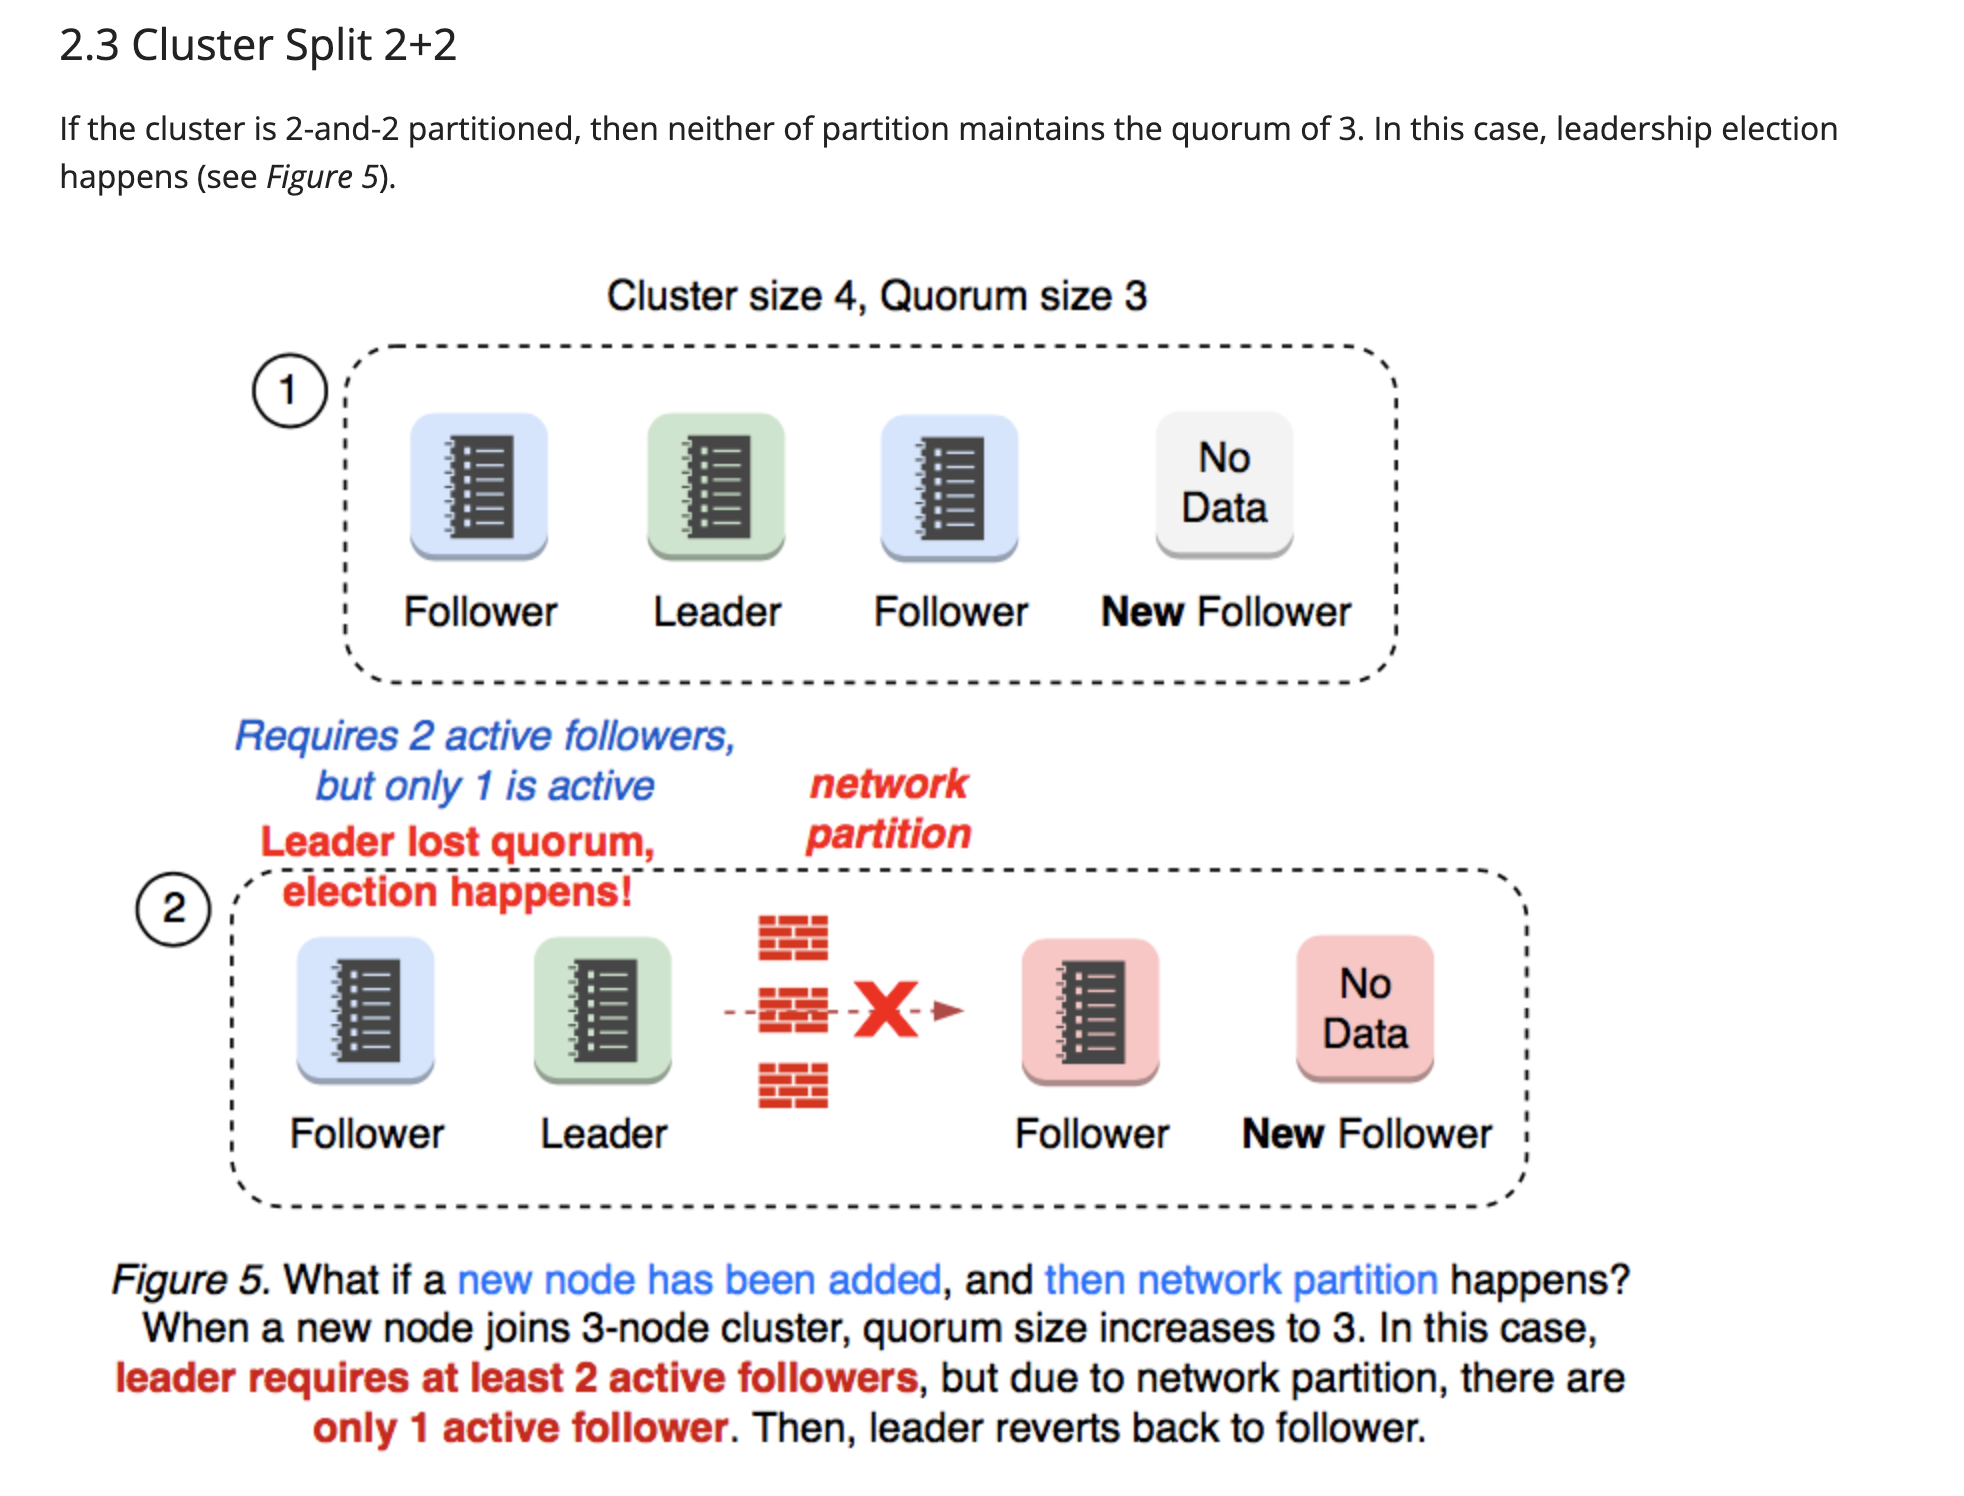 2.3 Cluster Split 2+2
If the cluster is 2-and-2 partitioned, then neither of partition maintains the quorum of 3. In this case, leadership election
happens (see Figure 5).
Cluster size 4, Quorum size 3
1
No
Data
Follower Leader Follower New Follower
Requires 2 active followers,
but only 1 is active
Leader lost quorum,
election happens!
network
partition
2
No
Data
Follower Leader Follower New Follower
Figure 5. What if a new node has been added, and then network partition happens?
When a new node joins 3-node cluster, quorum size increases to 3. In this case,
leader requires at least 2 active followers, but due to network partition, there are
only 1 active follower. Then, leader reverts back to follower.